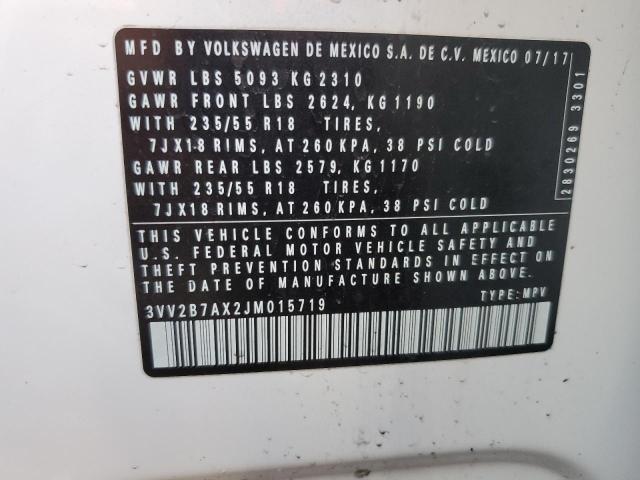 MFD BY VOLKSWAGEN DE MEXICO S.A. DE C.V. MEXICO 07/17
GVWR LBS 5093 KG 2310
GAWR FRONT LBS 2624, KG 1190
WITH 235/55 R18 TIRES,
7JX18 RIMS, AT 260 KPA, 38 PSI COLD
GAWR REAR LBS 2579, KG 1170
WITH 235/55 R18 TIRES,
7JX18 RIMS, AT 260 KPA, 38 PSI COLD
2830269 3301
THIS VEHICLE CONFORMS TO ALL APPLICABLE
U.S. FEDERAL MOTOR VEHICLE SAFETY AND
THEFT PREVENTION STANDARDS IN EFFECT ON
THE DATE OF MANUFACTURE SHOWN ABOVE.
3VV2B7AX2JM015719
TYPE: MPV